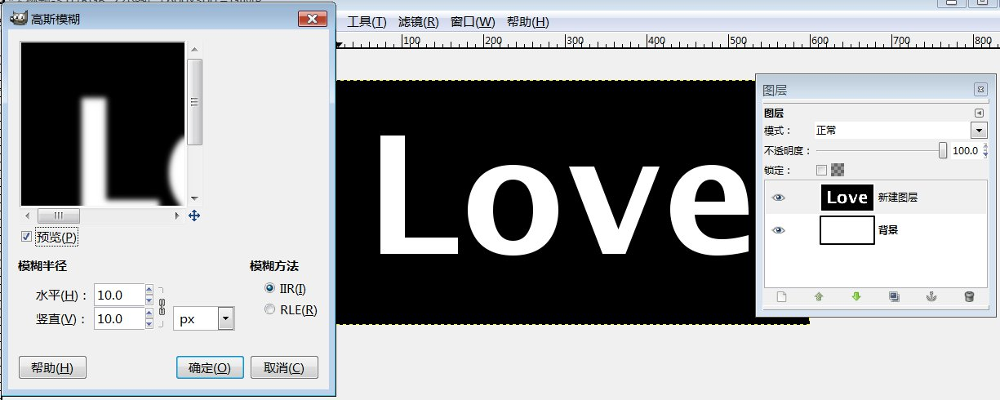 高斯模糊
预览(P)
模糊半径
水平(H)：
10.0
竖直(V)：
10.0
px
模糊方法
IIR(I)
RLE(R)
帮助(H)
确定(O)
取消(C)
工具(T) 滤镜(R) 窗口(W) 帮助(H)
100 200 300 400 500 600 700 800
Love
图层
图层
模式：
正常
不透明度：
100.0
锁定：
Love
新建图层
背景